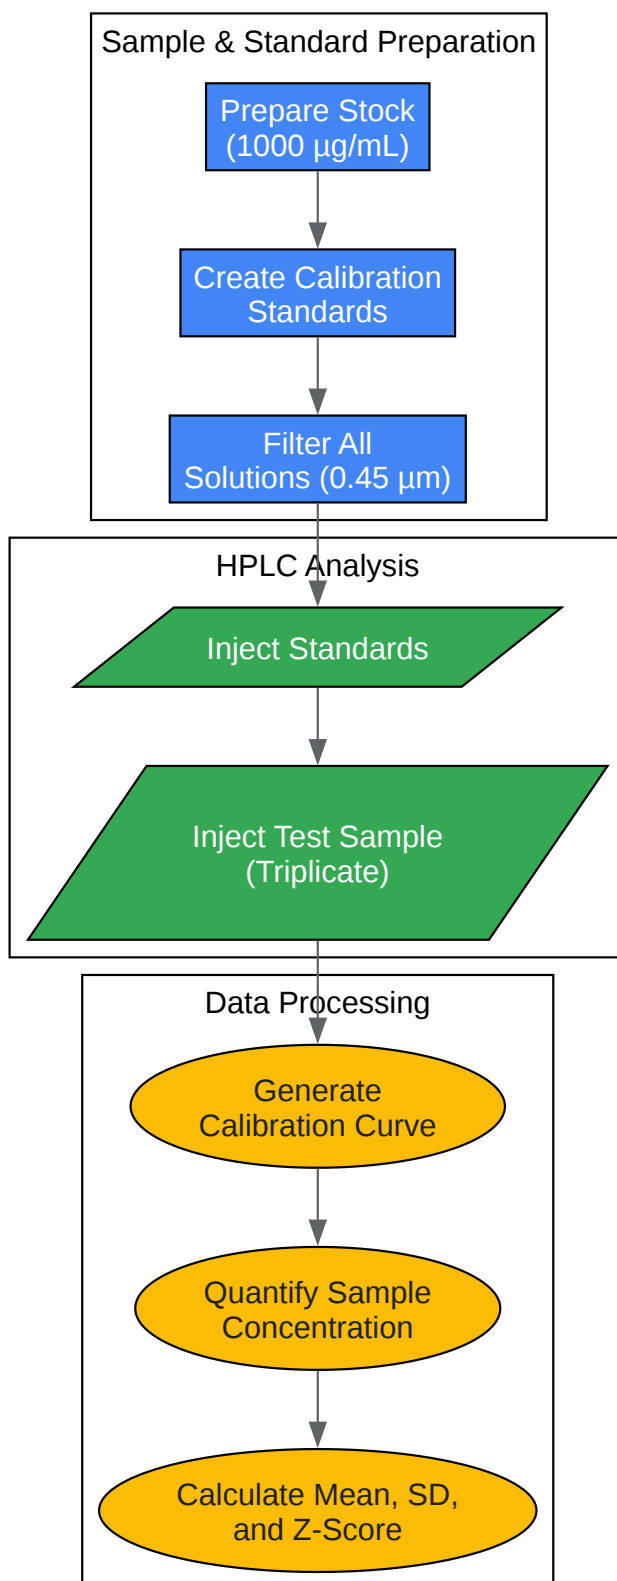 Sample & Standard Preparation
Prepare Stock
(1000 µg/mL)
Create Calibration
Standards
Filter All
Solutions (0.45 µm)
HPLC Analysis
Inject Standards
Inject Test Sample
(Triplicate)
Data Processing
Generate
Calibration Curve
Quantify Sample
Concentration
Calculate Mean, SD,
and Z-Score